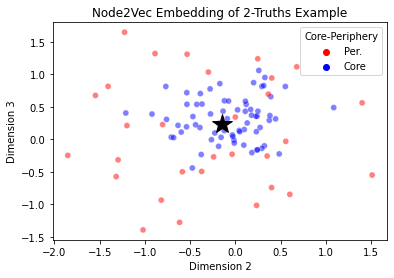 Node2Vec Embedding of 2-Truths Example
Core-Periphery
Per.
Core
1.5
1.0
0.5
0.0
−0.5
−1.0
−1.5
Dimension 3
−2.0 −1.5 −1.0 −0.5 0.0 0.5 1.0 1.5
Dimension 2